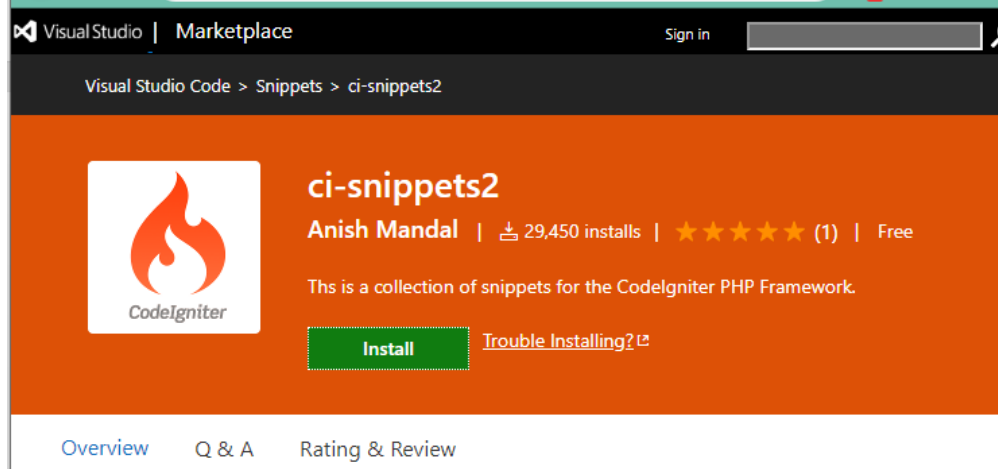 Visual Studio | Marketplace Sign in
Visual Studio Code > Snippets > ci-snippets2
ci-snippets2
Anish Mandal | 29,450 installs | (1) | Free
Ths is a collection of snippets for the CodeIgniter PHP Framework.
CodeIgniter
Install Trouble Installing?
Overview Q & A Rating & Review